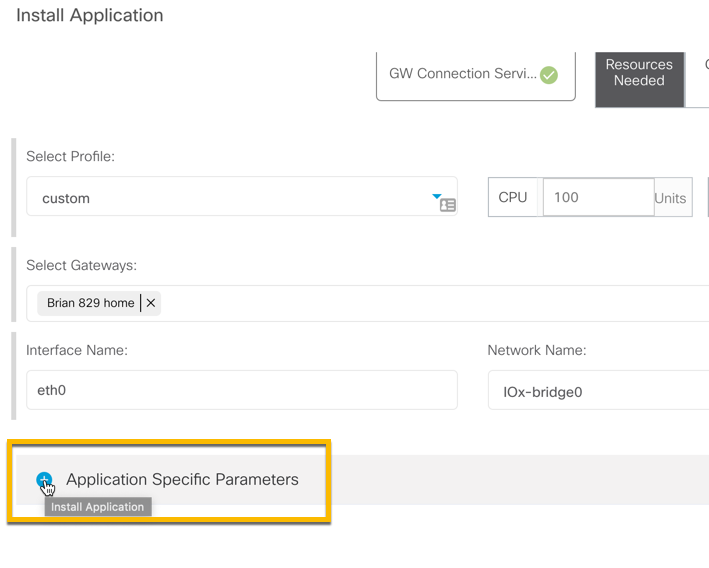 Install Application
GW Connection Servi...
Resources
Needed
Select Profile:
custom
CPU
100
Units
Select Gateways:
Brian 829 home
Interface Name:
Network Name:
eth0
IOx-bridge0
Application Specific Parameters
Install Application